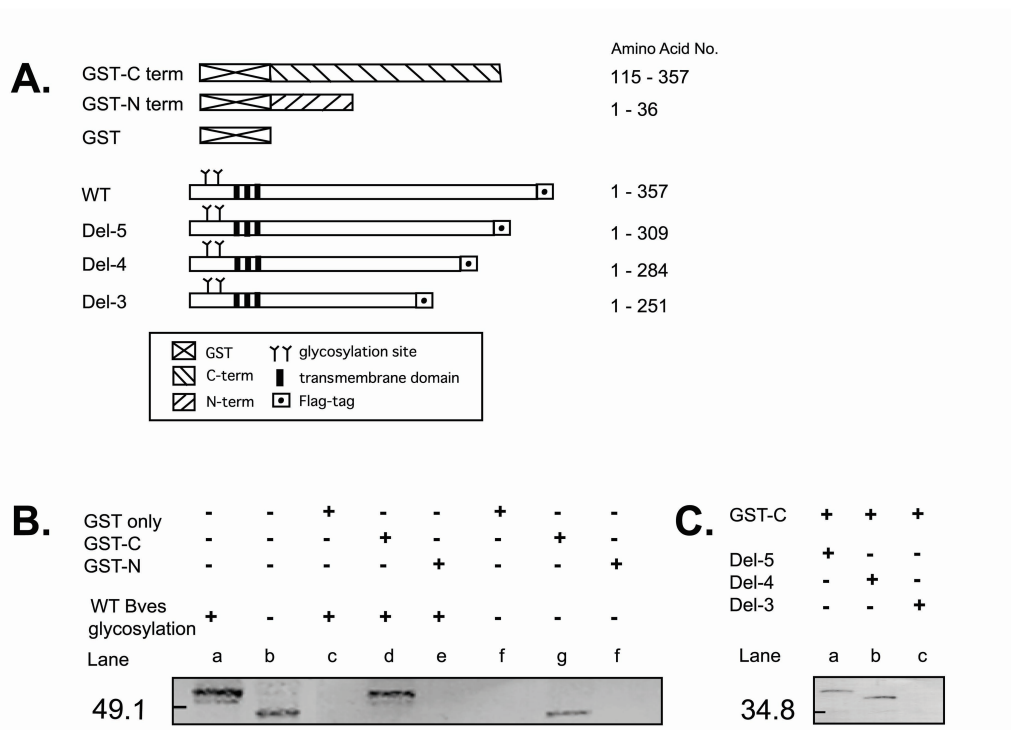 Amino Acid No.
A.
GST-C term 115 - 357
GST-N term 1 - 36
GST
WT 1 - 357
Del-5 1 - 309
Del-4 1 - 284
Del-3 1 - 251
GST glycosylation site
C-term transmembrane domain
N-term Flag-tag
B.
GST only - - + - - + - -
GST-C - - - + - - + -
GST-N - - - - + - - +
WT Bves
glycosylation + - + + + - - -
Lane a b c d e f g f
49.1
C.
GST-C + + +
Del-5 + - -
Del-4 - + -
Del-3 - - +
Lane a b c
34.8